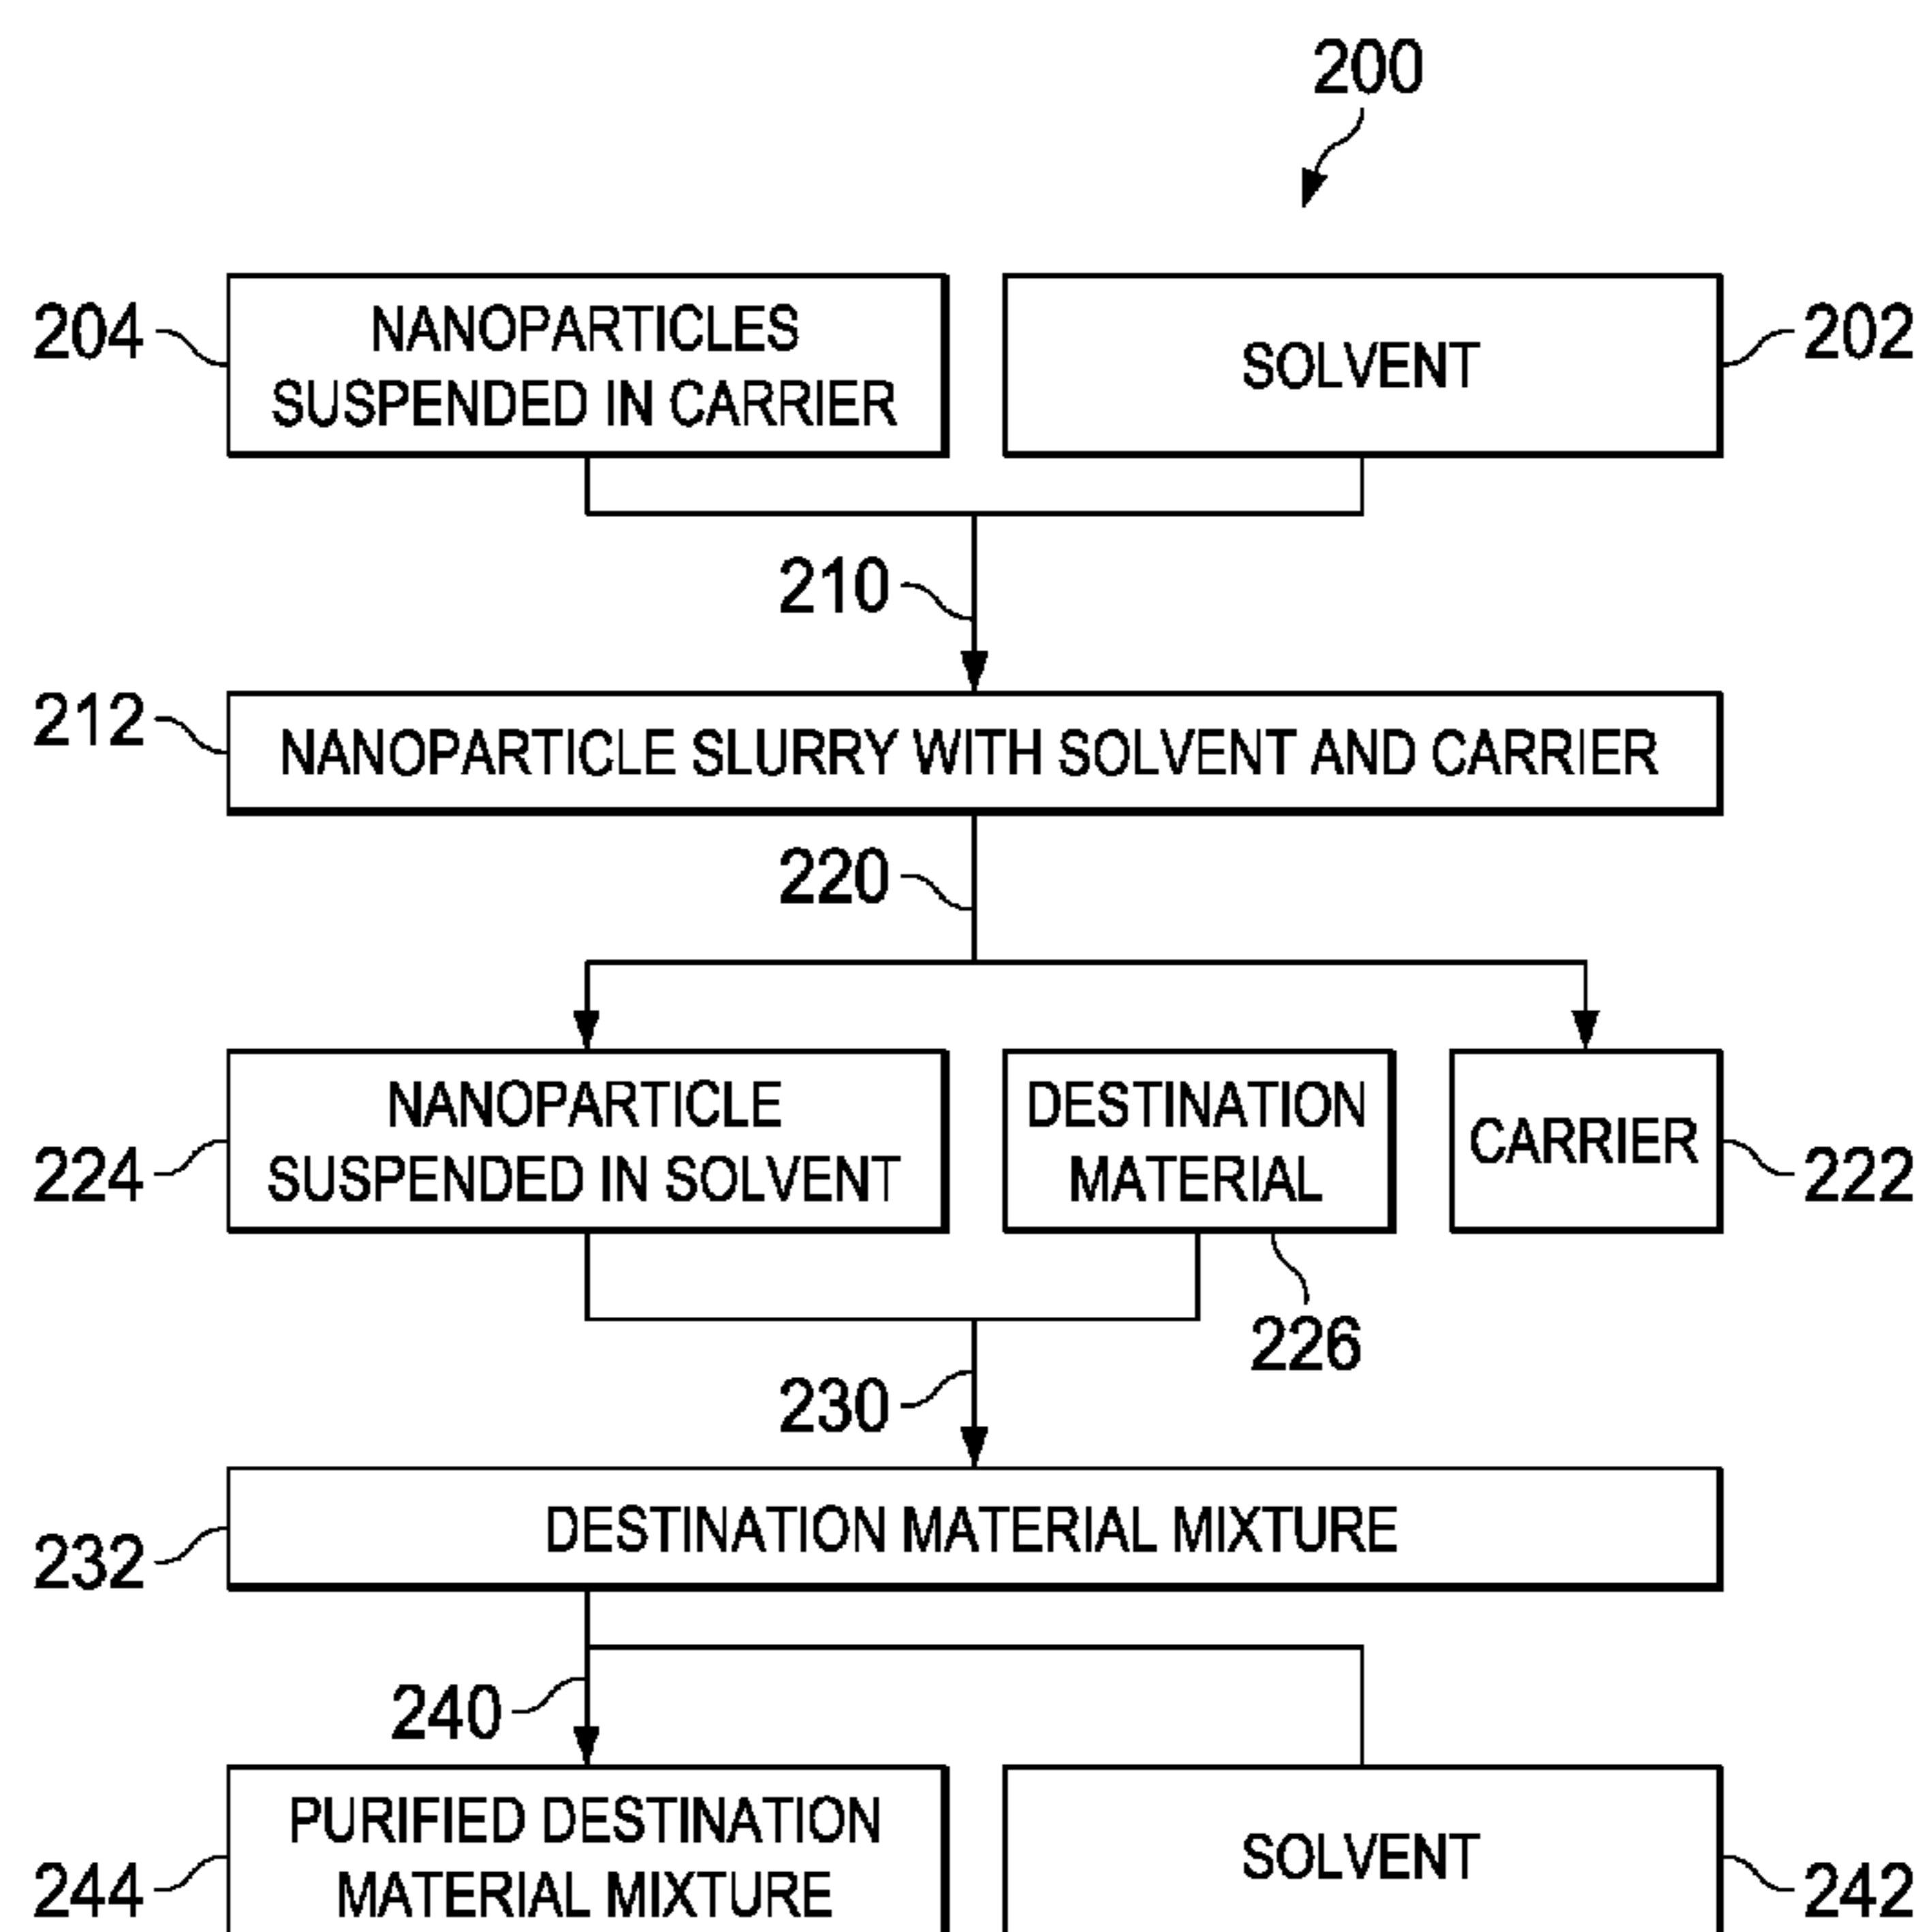 200
204
NANOPARTICLES
SUSPENDED IN CARRIER
SOLVENT
202
210
212
NANOPARTICLE SLURRY WITH SOLVENT AND CARRIER
220
224
NANOPARTICLE
SUSPENDED IN SOLVENT
DESTINATION
MATERIAL
CARRIER
222
226
230
232
DESTINATION MATERIAL MIXTURE
240
244
PURIFIED DESTINATION
MATERIAL MIXTURE
SOLVENT
242